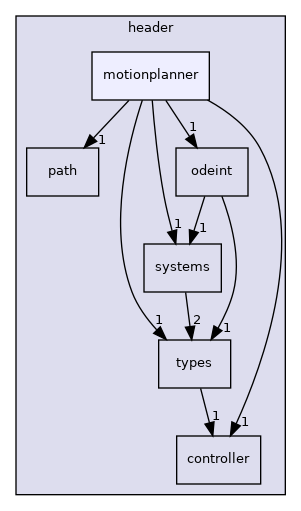 header
motionplanner
1
1
path
odeint
1
1
systems
1
2
1
types
1
1
controller